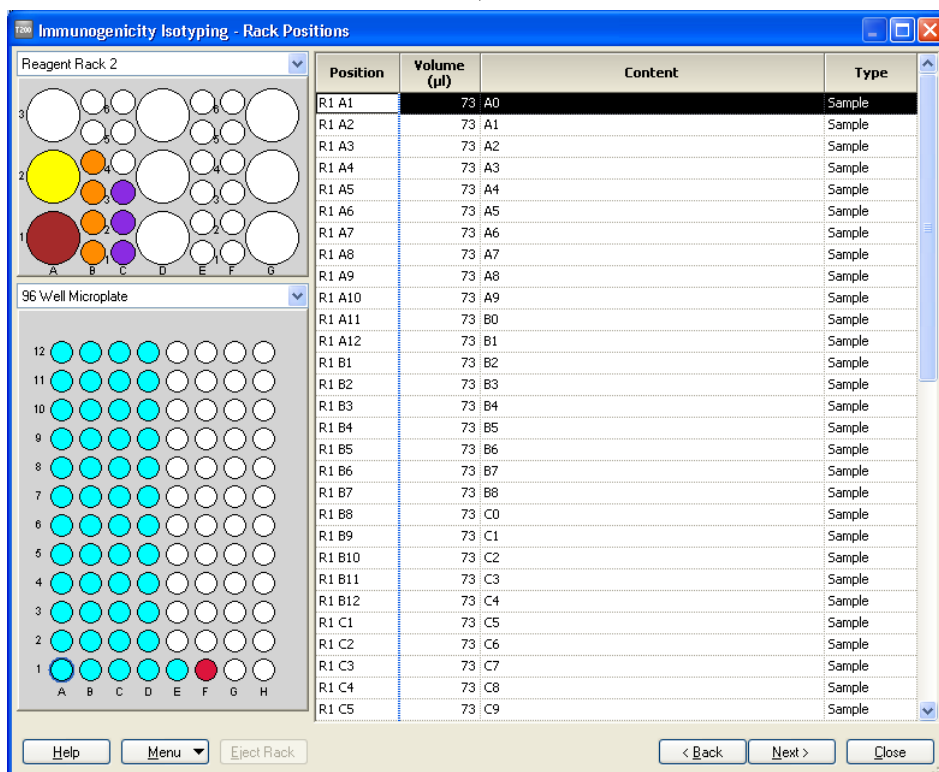 T200 Immunogenicity Isotyping - Rack Positions
Reagent Rack 2
3 6 6
5 5
2 4 4
3 3
1 2 2
1 1
A B C D E F G
96 Well Microplate
12
11
10
9
8
7
6
5
4
3
2
1
A B C D E F G H
Position Volume (µl) Content Type
R1 A1 73 A0 Sample
R1 A2 73 A1 Sample
R1 A3 73 A2 Sample
R1 A4 73 A3 Sample
R1 A5 73 A4 Sample
R1 A6 73 A5 Sample
R1 A7 73 A6 Sample
R1 A8 73 A7 Sample
R1 A9 73 A8 Sample
R1 A10 73 A9 Sample
R1 A11 73 B0 Sample
R1 A12 73 B1 Sample
R1 B1 73 B2 Sample
R1 B2 73 B3 Sample
R1 B3 73 B4 Sample
R1 B4 73 B5 Sample
R1 B5 73 B6 Sample
R1 B6 73 B7 Sample
R1 B7 73 B8 Sample
R1 B8 73 C0 Sample
R1 B9 73 C1 Sample
R1 B10 73 C2 Sample
R1 B11 73 C3 Sample
R1 B12 73 C4 Sample
R1 C1 73 C5 Sample
R1 C2 73 C6 Sample
R1 C3 73 C7 Sample
R1 C4 73 C8 Sample
R1 C5 73 C9 Sample
Help Menu Eject Rack < Back Next > Close